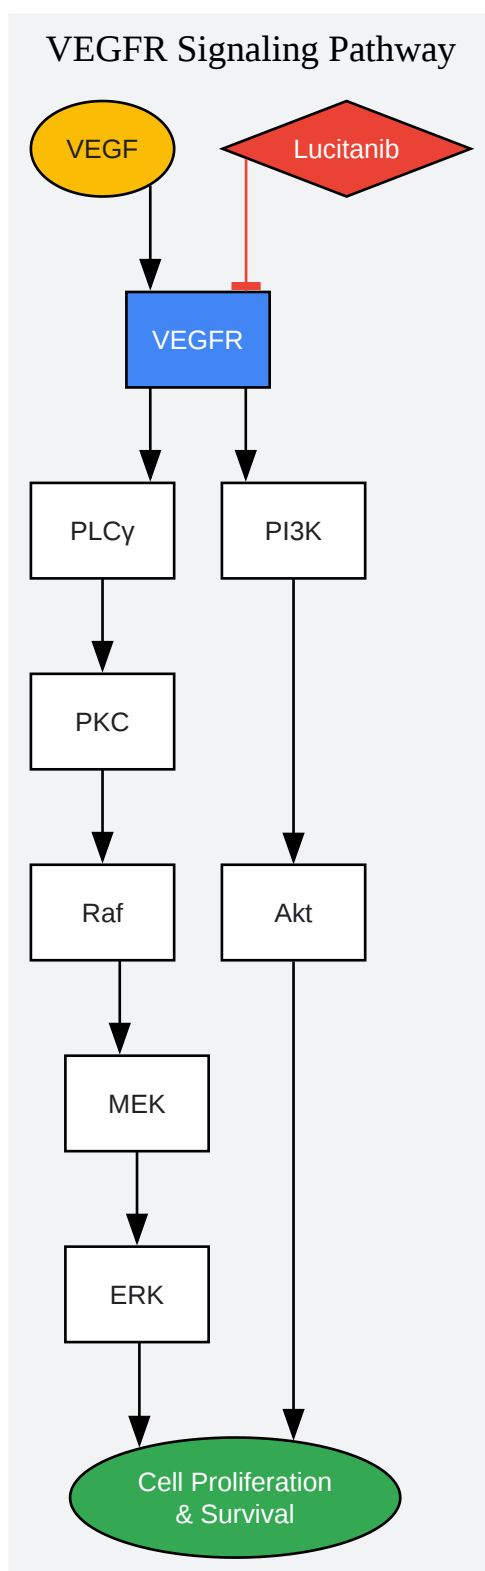 VEGFR Signaling Pathway
VEGF
Lucitanib
VEGFR
PLCγ
PI3K
PKC
Raf
Akt
MEK
ERK
Cell Proliferation
& Survival